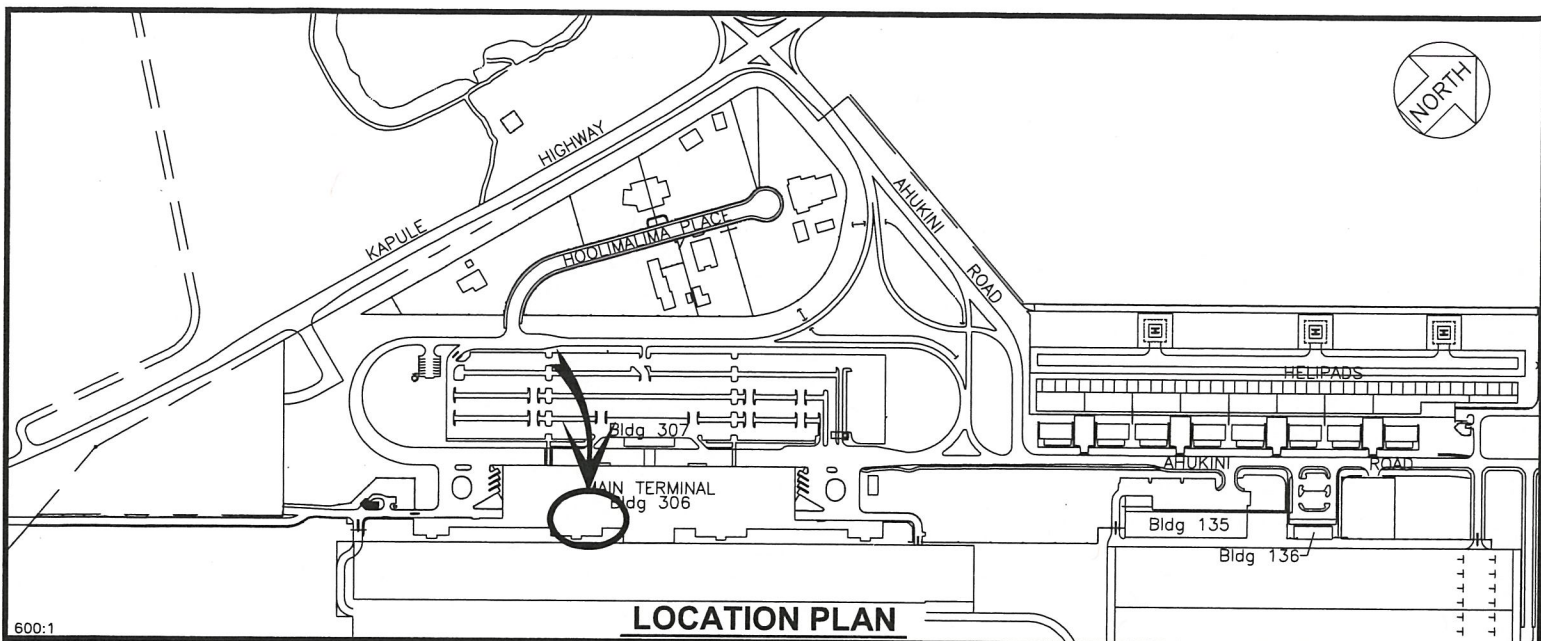 NORTH
HIGHWAY
KAPULE
AHUKINI
HOOLIMALIMA PLACE
ROAD
H
H
H
HELIPADS
Bldg 307
AHUKINI
ROAD
MAIN TERMINAL
Bldg 306
Bldg 135
Bldg 136
LOCATION PLAN
600:1